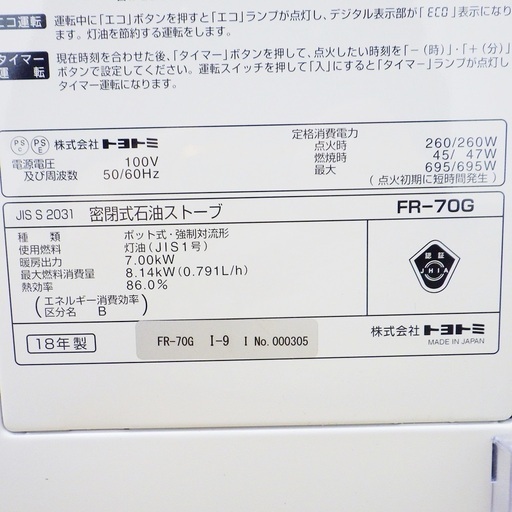 エコ運転 運転中に「エコ」ボタンを押すと「エコ」ランプが点灯し、デジタル表示部が「ECO」表示になり
ます。灯油を節約する運転をします。
タイマー運転 現在時刻を合わせた後、「タイマー」ボタンを押して、点火したい時刻を「−(時)」・「+(分)」
ボタンで設定してください。運転スイッチを押して「入」にすると「タイマー」ランプが点灯し
タイマー運転になります。
PS E PS E 株式会社トヨトミ
電源電圧及び周波数 100V
50/60Hz
定格消費電力
点火時 260/260W
燃焼時 45/ 47W
最大 695/695W
(点火初期に短時間発生)
JIS S 2031 密閉式石油ストーブ FR-70G
種類 ポット式・強制対流形
使用燃料 灯油(JIS1号)
暖房出力 7.00kW
最大燃料消費量 8.14kW(0.791L/h)
熱効率 86.0%
(エネルギー消費効率)
区分名 B
認証
JHIA
18年製
FR-70G I-9 I No.000305
株式会社トヨトミ
MADE IN JAPAN